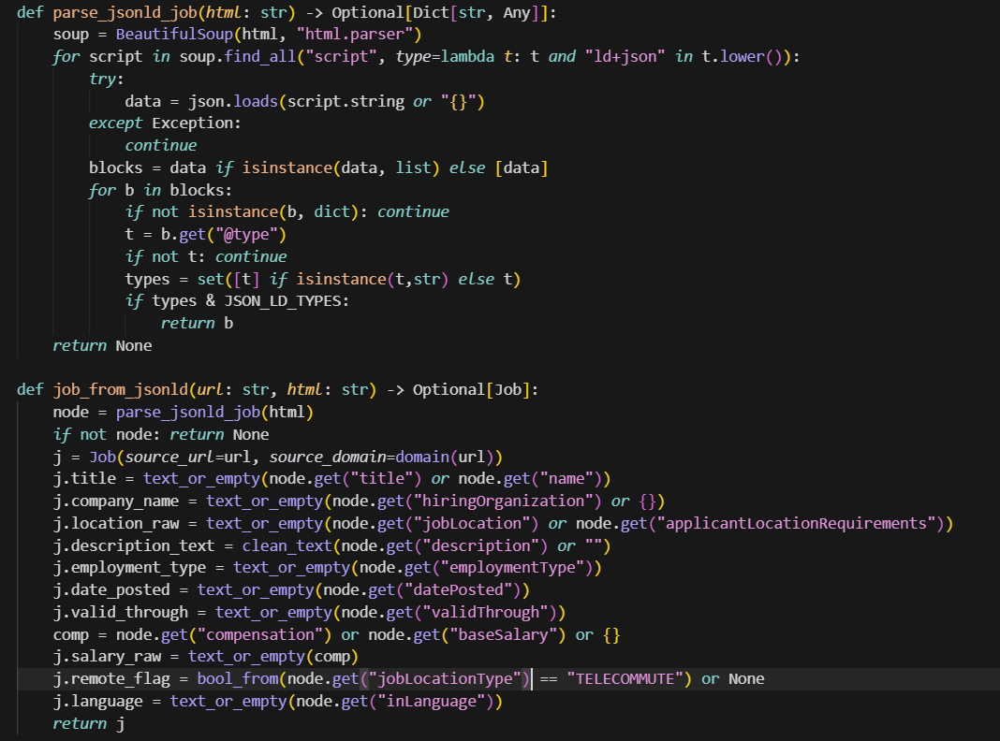 def parse_jsonld_job(html: str) -> Optional[Dict[str, Any]]:
    soup = BeautifulSoup(html, "html.parser")
    for script in soup.find_all("script", type=lambda t: t and "ld+json" in t.lower()):
        try:
            data = json.loads(script.string or "{}")
        except Exception:
            continue
        blocks = data if isinstance(data, list) else [data]
        for b in blocks:
            if not isinstance(b, dict): continue
            t = b.get("@type")
            if not t: continue
            types = set([t] if isinstance(t,str) else t)
            if types & JSON_LD_TYPES:
                return b
    return None

def job_from_jsonld(url: str, html: str) -> Optional[Job]:
    node = parse_jsonld_job(html)
    if not node: return None
    j = Job(source_url=url, source_domain=domain(url))
    j.title = text_or_empty(node.get("title") or node.get("name"))
    j.company_name = text_or_empty(node.get("hiringOrganization") or {})
    j.location_raw = text_or_empty(node.get("jobLocation") or node.get("applicantLocationRequirements"))
    j.description_text = clean_text(node.get("description") or "")
    j.employment_type = text_or_empty(node.get("employmentType"))
    j.date_posted = text_or_empty(node.get("datePosted"))
    j.valid_through = text_or_empty(node.get("validThrough"))
    comp = node.get("compensation") or node.get("baseSalary") or {}
    j.salary_raw = text_or_empty(comp)
    j.remote_flag = bool_from(node.get("jobLocationType") == "TELECOMMUTE") or None
    j.language = text_or_empty(node.get("inLanguage"))
    return j